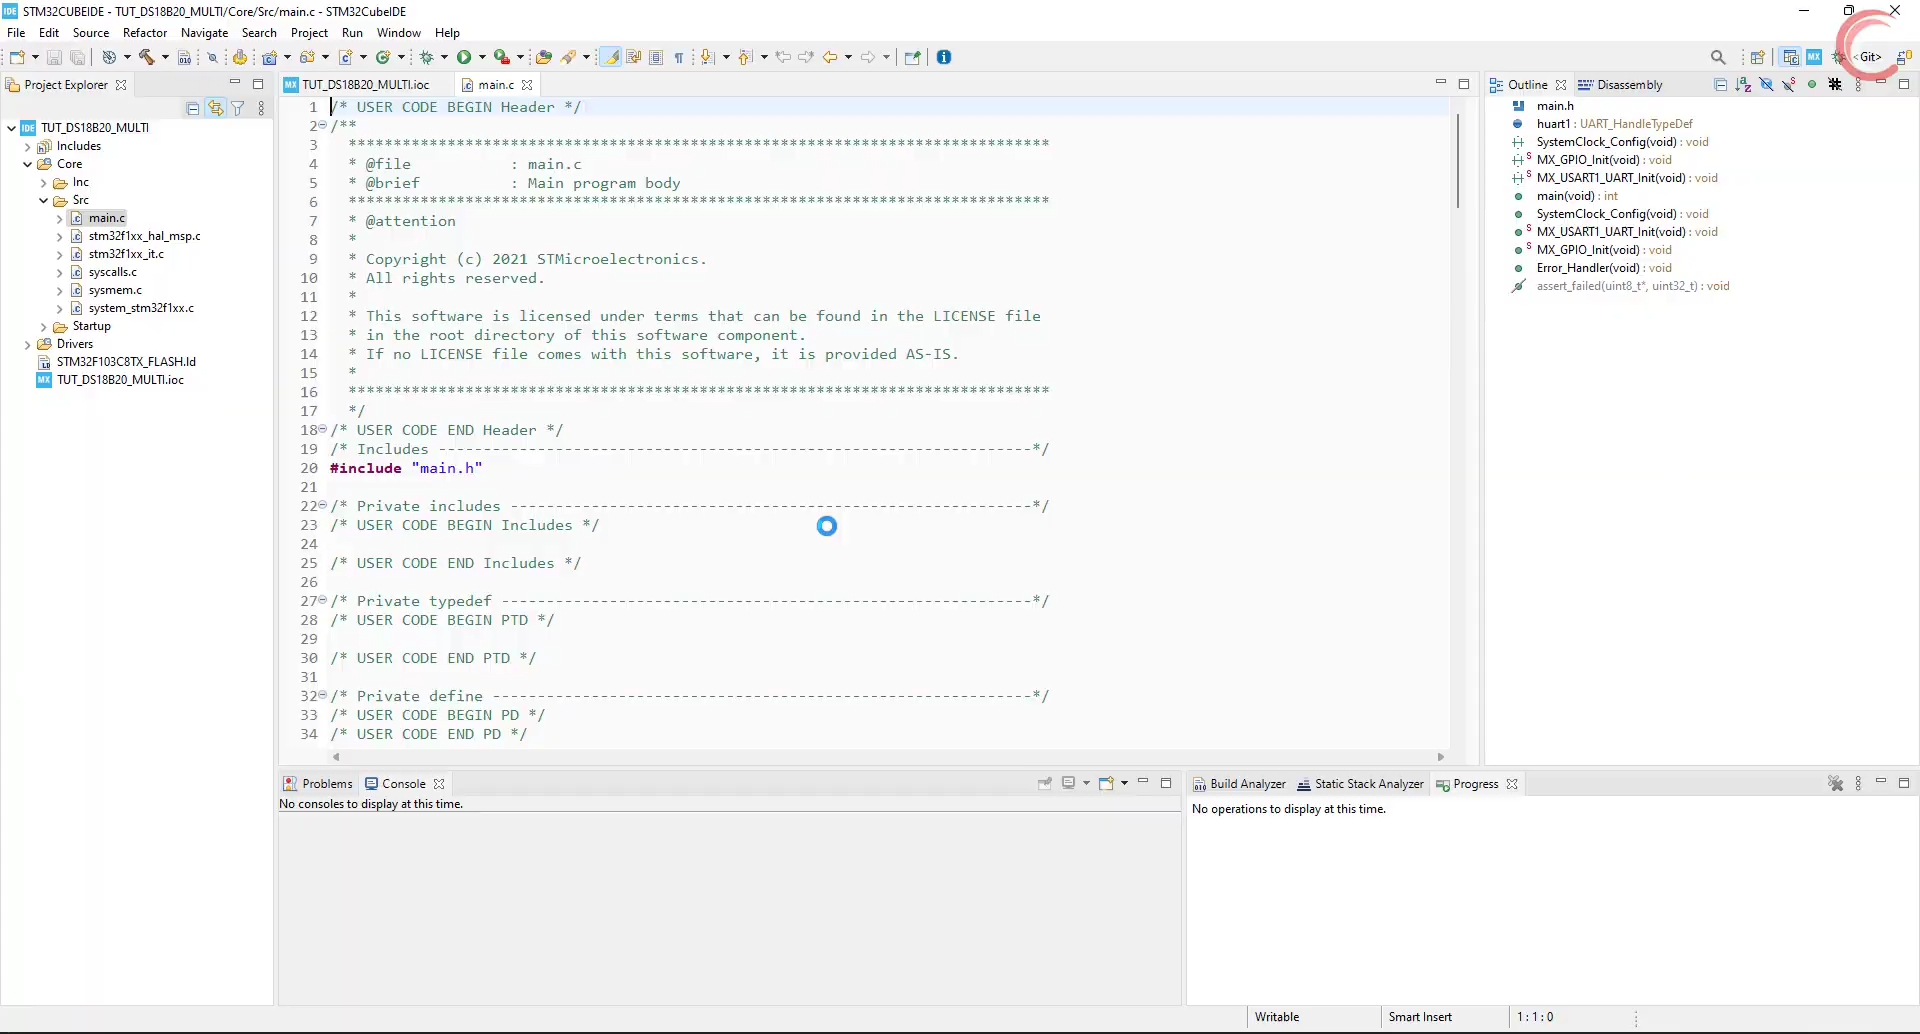 STM32CUBEIDE - TUT_DS18B20_MULTI/Core/Src/main.c - STM32CubeIDE
File Edit Source Refactor Navigate Search Project Run Window Help
<Git>
Project Explorer
TUT_DS18B20_MULTI
Includes
Core
Inc
Src
main.c
stm32f1xx_hal_msp.c
stm32f1xx_it.c
syscalls.c
sysmem.c
system_stm32f1xx.c
Startup
Drivers
STM32F103C8TX_FLASH.ld
TUT_DS18B20_MULTI.ioc
TUT_DS18B20_MULTI.ioc main.c
1 /* USER CODE BEGIN Header */
2 /**
3 ******************************************************************************
4 * @file : main.c
5 * @brief : Main program body
6 ******************************************************************************
7 * @attention
8 *
9 * Copyright (c) 2021 STMicroelectronics.
10 * All rights reserved.
11 *
12 * This software is licensed under terms that can be found in the LICENSE file
13 * in the root directory of this software component.
14 * If no LICENSE file comes with this software, it is provided AS-IS.
15 *
16 ******************************************************************************
17 */
18 /* USER CODE END Header */
19 /* Includes ------------------------------------------------------------------*/
20 #include "main.h"
21
22 /* Private includes ----------------------------------------------------------*/
23 /* USER CODE BEGIN Includes */
24
25 /* USER CODE END Includes */
26
27 /* Private typedef -----------------------------------------------------------*/
28 /* USER CODE BEGIN PTD */
29
30 /* USER CODE END PTD */
31
32 /* Private define ------------------------------------------------------------*/
33 /* USER CODE BEGIN PD */
34 /* USER CODE END PD */
Outline Disassembly
main.h
huart1 : UART_HandleTypeDef
SystemClock_Config(void) : void
MX_GPIO_Init(void) : void
MX_USART1_UART_Init(void) : void
main(void) : int
SystemClock_Config(void) : void
MX_USART1_UART_Init(void) : void
MX_GPIO_Init(void) : void
Error_Handler(void) : void
assert_failed(uint8_t*, uint32_t) : void
Problems Console
No consoles to display at this time.
Build Analyzer Static Stack Analyzer Progress
No operations to display at this time.
Writable Smart Insert 1 : 1 : 0